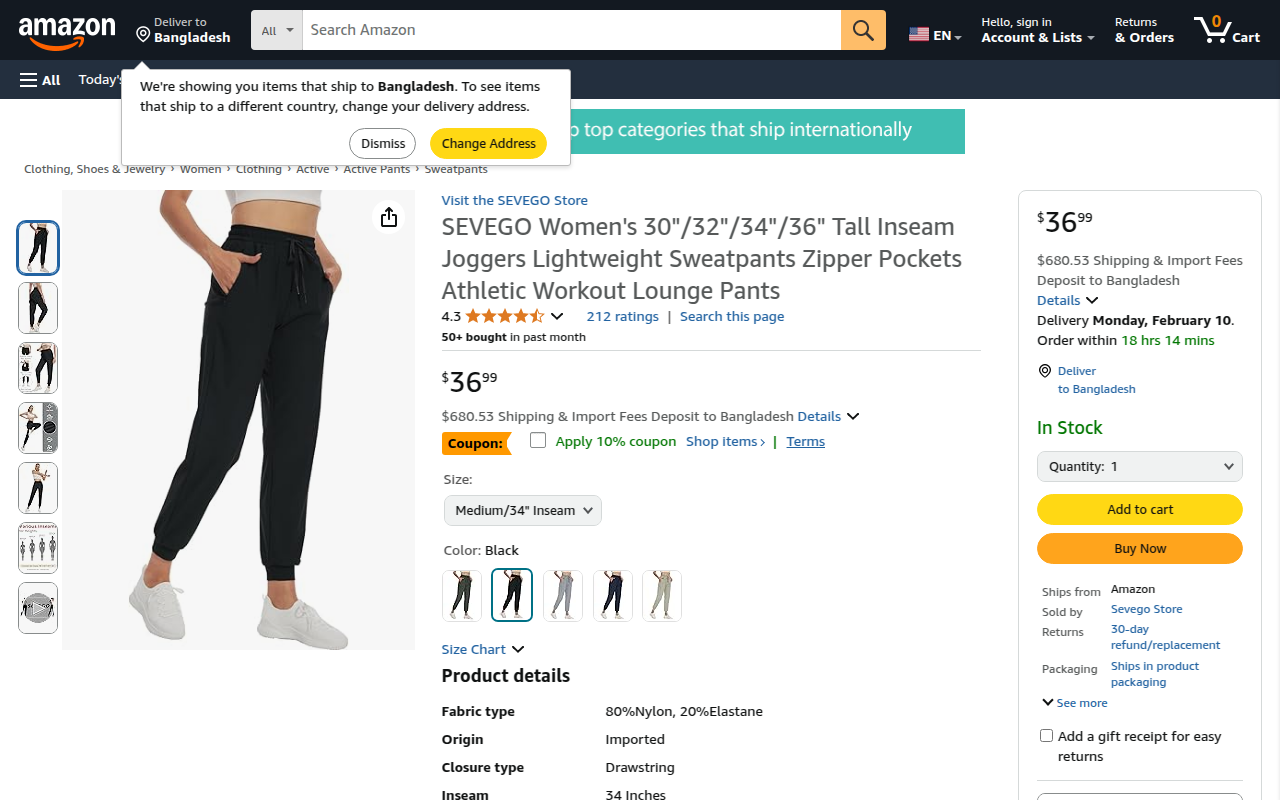 amazon
Deliver to
Bangladesh
All
Search Amazon
EN
Hello, sign in
Account & Lists
Returns
& Orders
0
Cart
All
Today's
We're showing you items that ship to Bangladesh. To see items
that ship to a different country, change your delivery address.
Dismiss
Change Address
top categories that ship internationally
Clothing, Shoes & Jewelry › Women › Clothing › Active › Active Pants › Sweatpants
Visit the SEVEGO Store
SEVEGO Women's 30"/32"/34"/36" Tall Inseam
Joggers Lightweight Sweatpants Zipper Pockets
Athletic Workout Lounge Pants
4.3
212 ratings | Search this page
50+ bought in past month
$36.99
$680.53 Shipping & Import Fees Deposit to Bangladesh Details
Coupon:
Apply 10% coupon Shop items › | Terms
Size:
Medium/34" Inseam
Color: Black
Size Chart
Product details
Fabric type 80%Nylon, 20%Elastane
Origin Imported
Closure type Drawstring
Inseam 34 Inches
$36.99
$680.53 Shipping & Import Fees
Deposit to Bangladesh
Details
Delivery Monday, February 10.
Order within 18 hrs 14 mins
Deliver
to Bangladesh
In Stock
Quantity: 1
Add to cart
Buy Now
Ships from Amazon
Sold by Sevego Store
Returns 30-day
refund/replacement
Packaging Ships in product
packaging
See more
Add a gift receipt for easy
returns